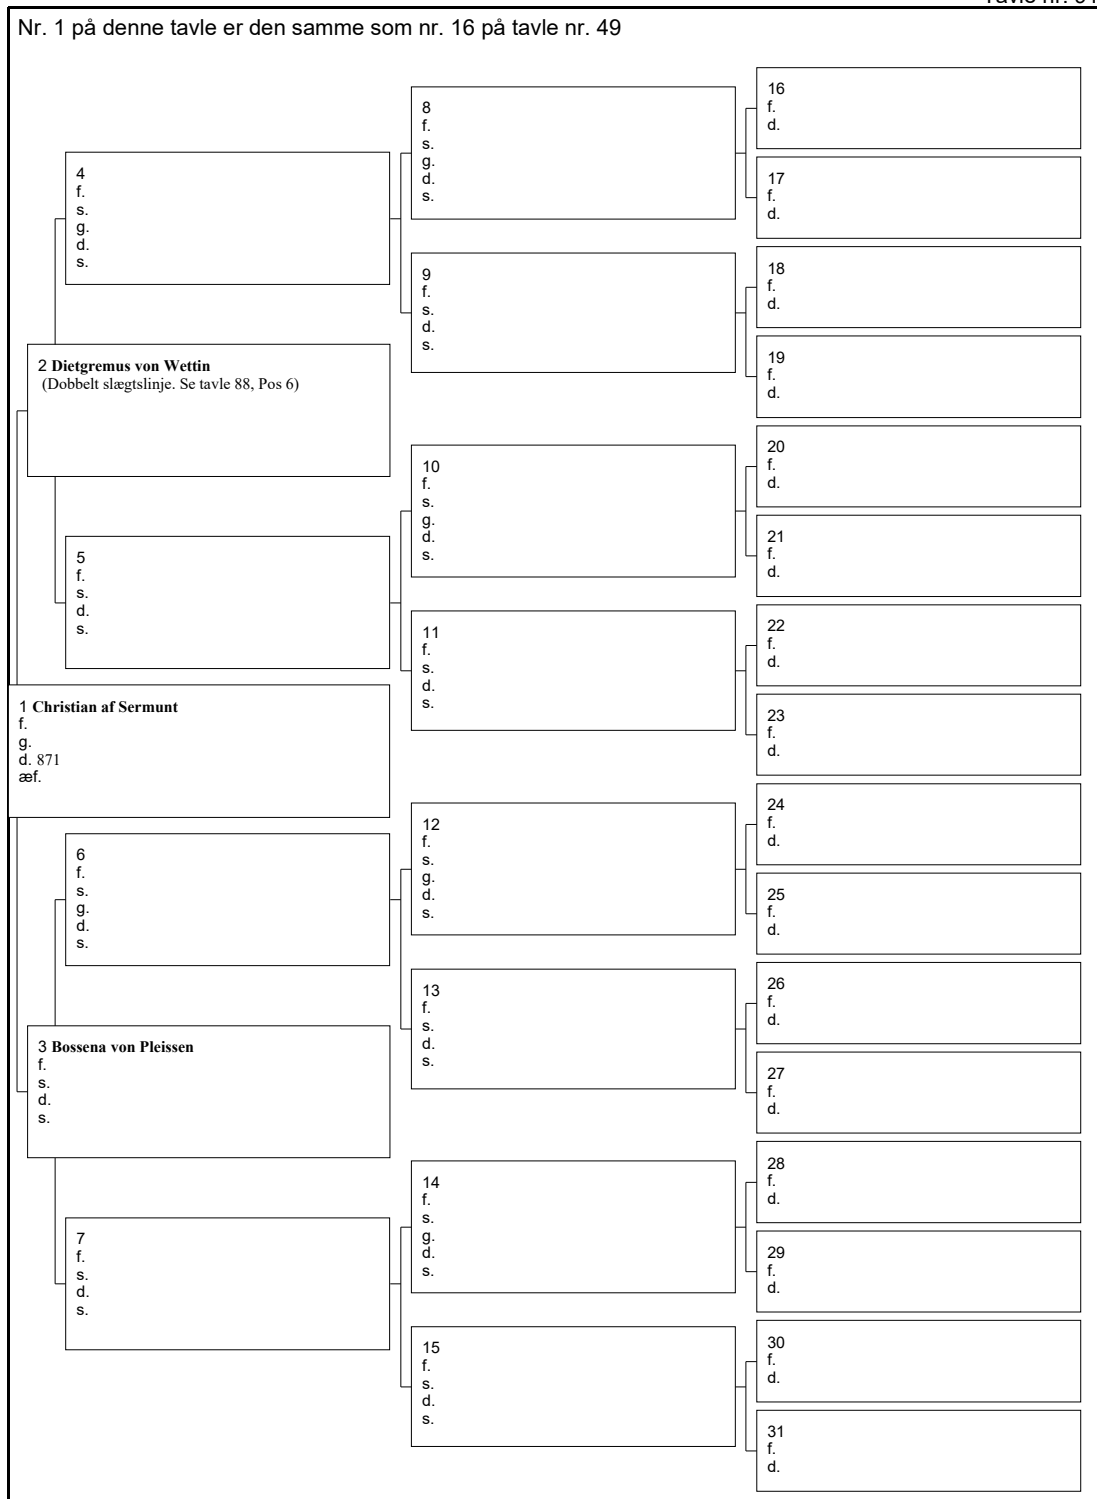 Nr. 1 på denne tavle er den samme som nr. 16 på tavle nr. 49
16
f.
d.
8
f.
s.
g.
d.
s.
4
f.
s.
g.
d.
s.
17
f.
d.
9
f.
s.
d.
s.
18
f.
d.
19
f.
d.
2 Dietgremus von Wettin
(Dobbelt slægtslinje. Se tavle 88, Pos 6)
10
f.
s.
g.
d.
s.
20
f.
d.
21
f.
d.
5
f.
s.
d.
s.
11
f.
s.
d.
s.
22
f.
d.
23
f.
d.
1 Christian af Sermunt
f.
g.
d. 871
æf.
12
f.
s.
g.
d.
s.
24
f.
d.
25
f.
d.
6
f.
s.
g.
d.
s.
13
f.
s.
d.
s.
26
f.
d.
27
f.
d.
3 Bossena von Pleissen
f.
s.
d.
s.
14
f.
s.
g.
d.
s.
28
f.
d.
29
f.
d.
7
f.
s.
d.
s.
15
f.
s.
d.
s.
30
f.
d.
31
f.
d.